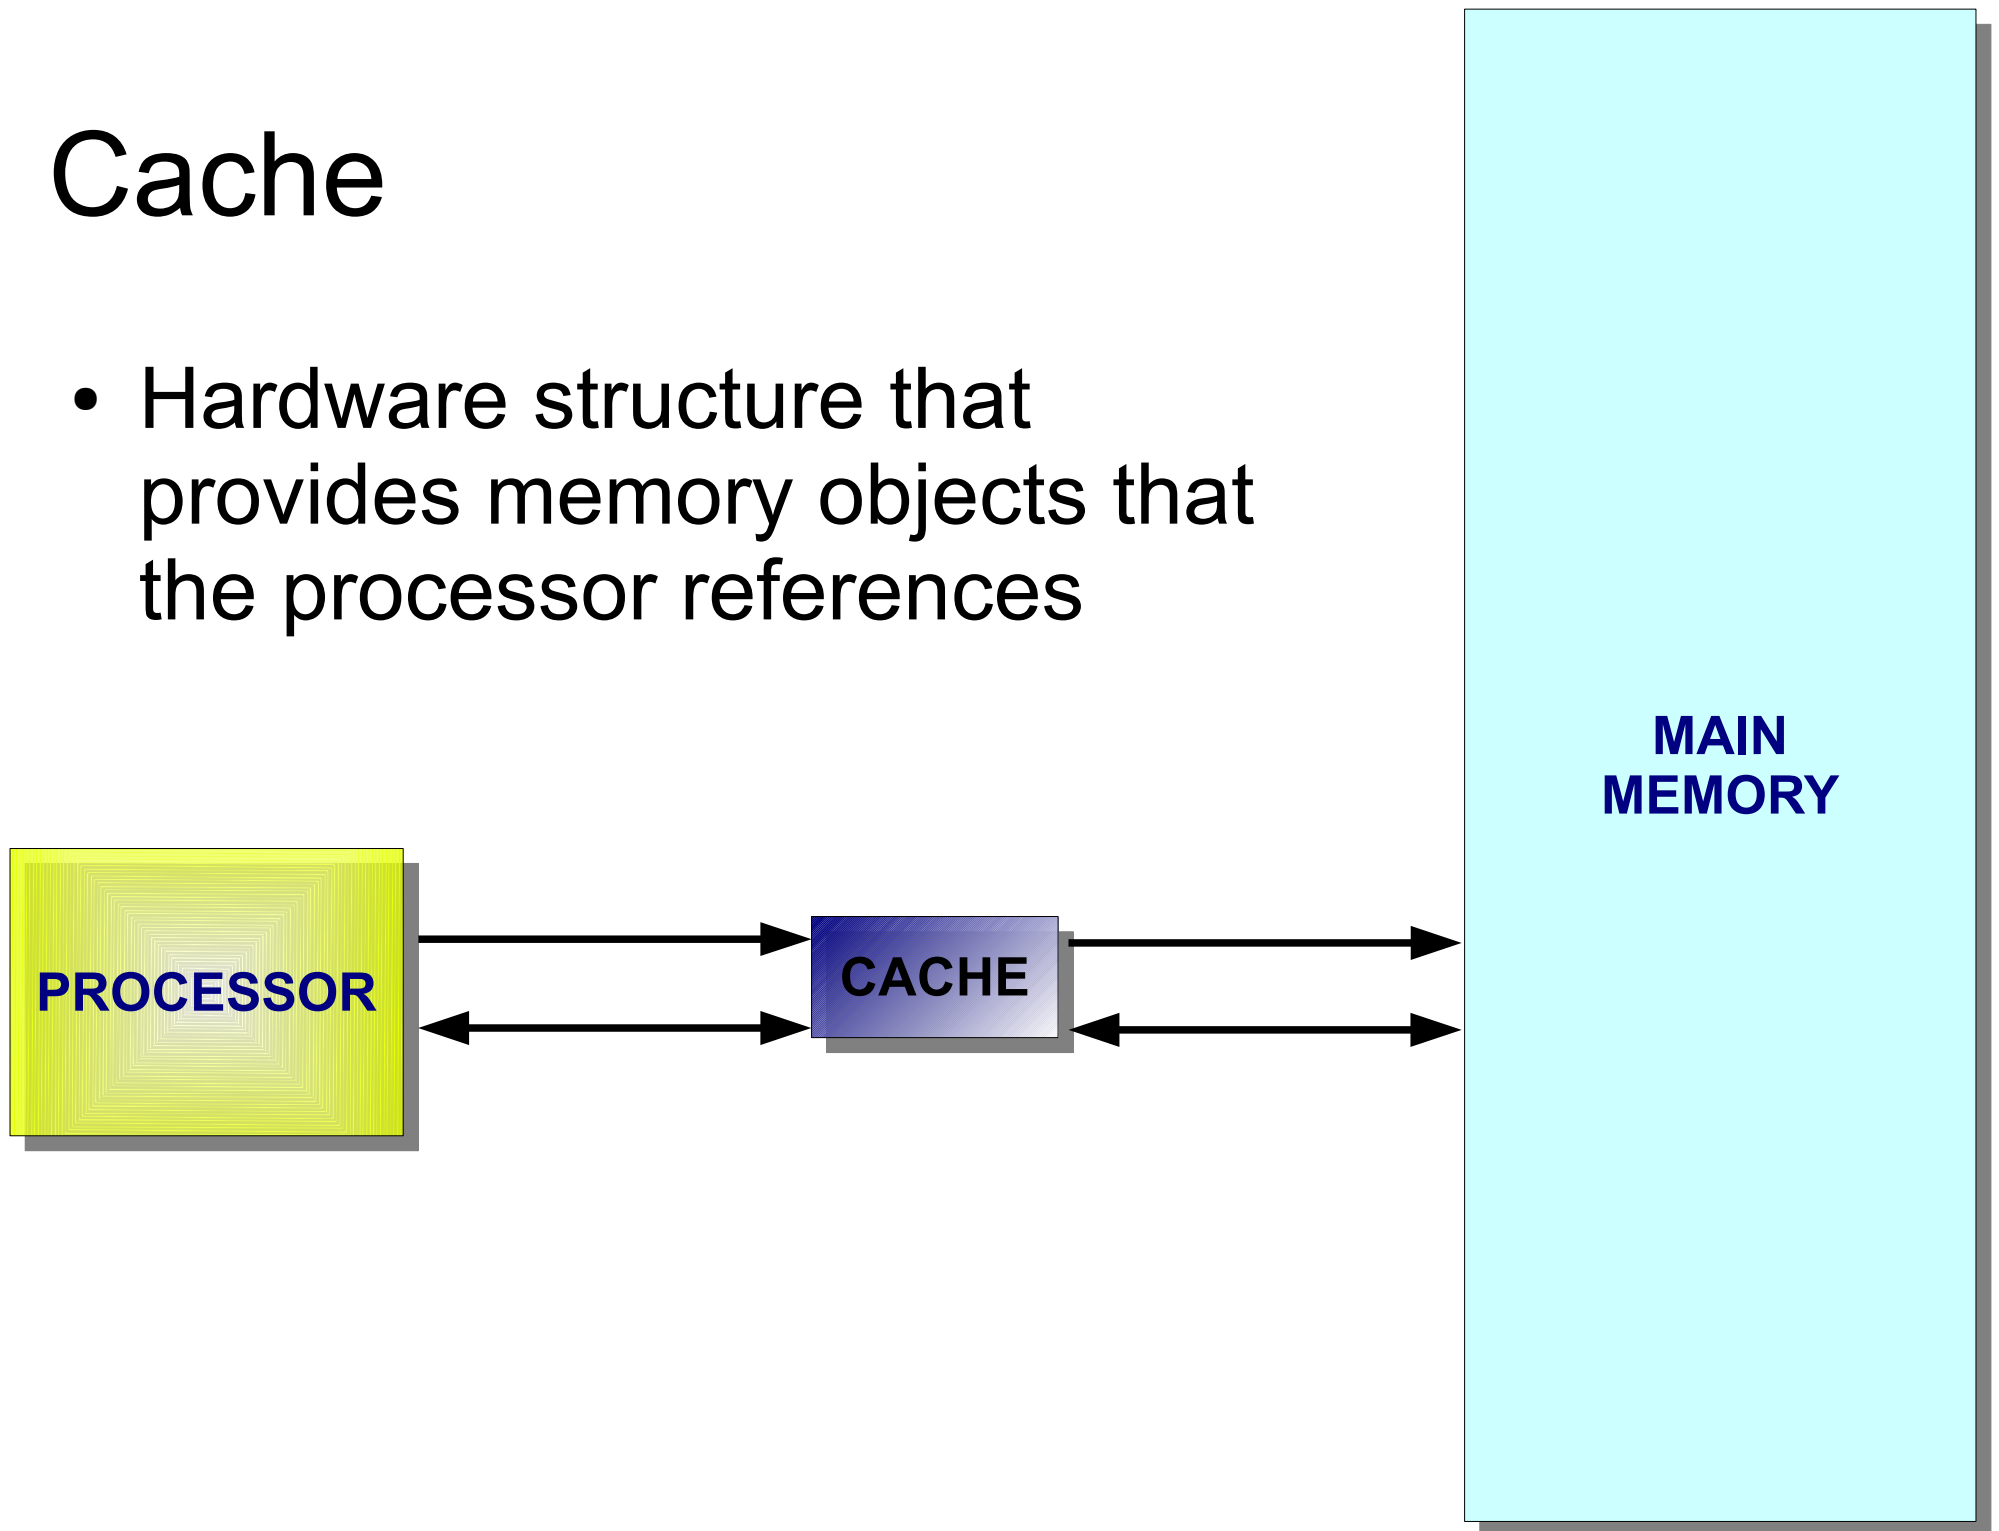 Cache
• Hardware structure that
provides memory objects that
the processor references
MAIN
MEMORY
PROCESSOR
CACHE